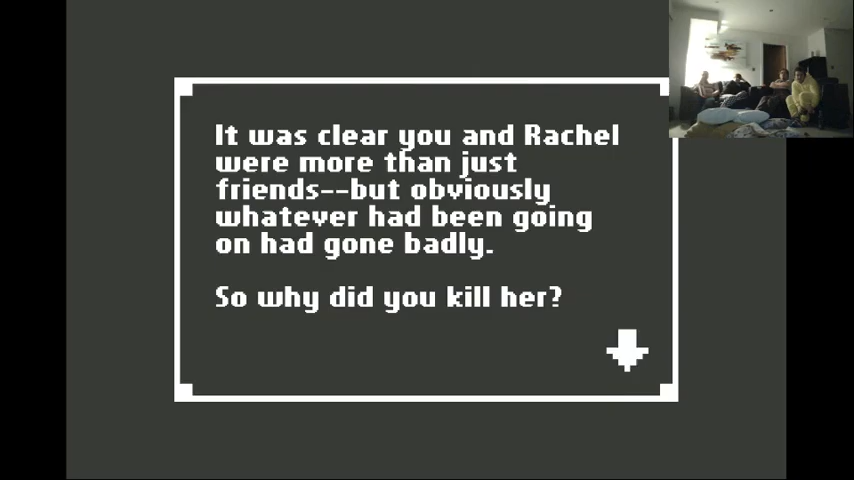 It was clear you and Rachel
were more than just
friends--but obviously
whatever had been going
on had gone badly.
So why did you kill her?